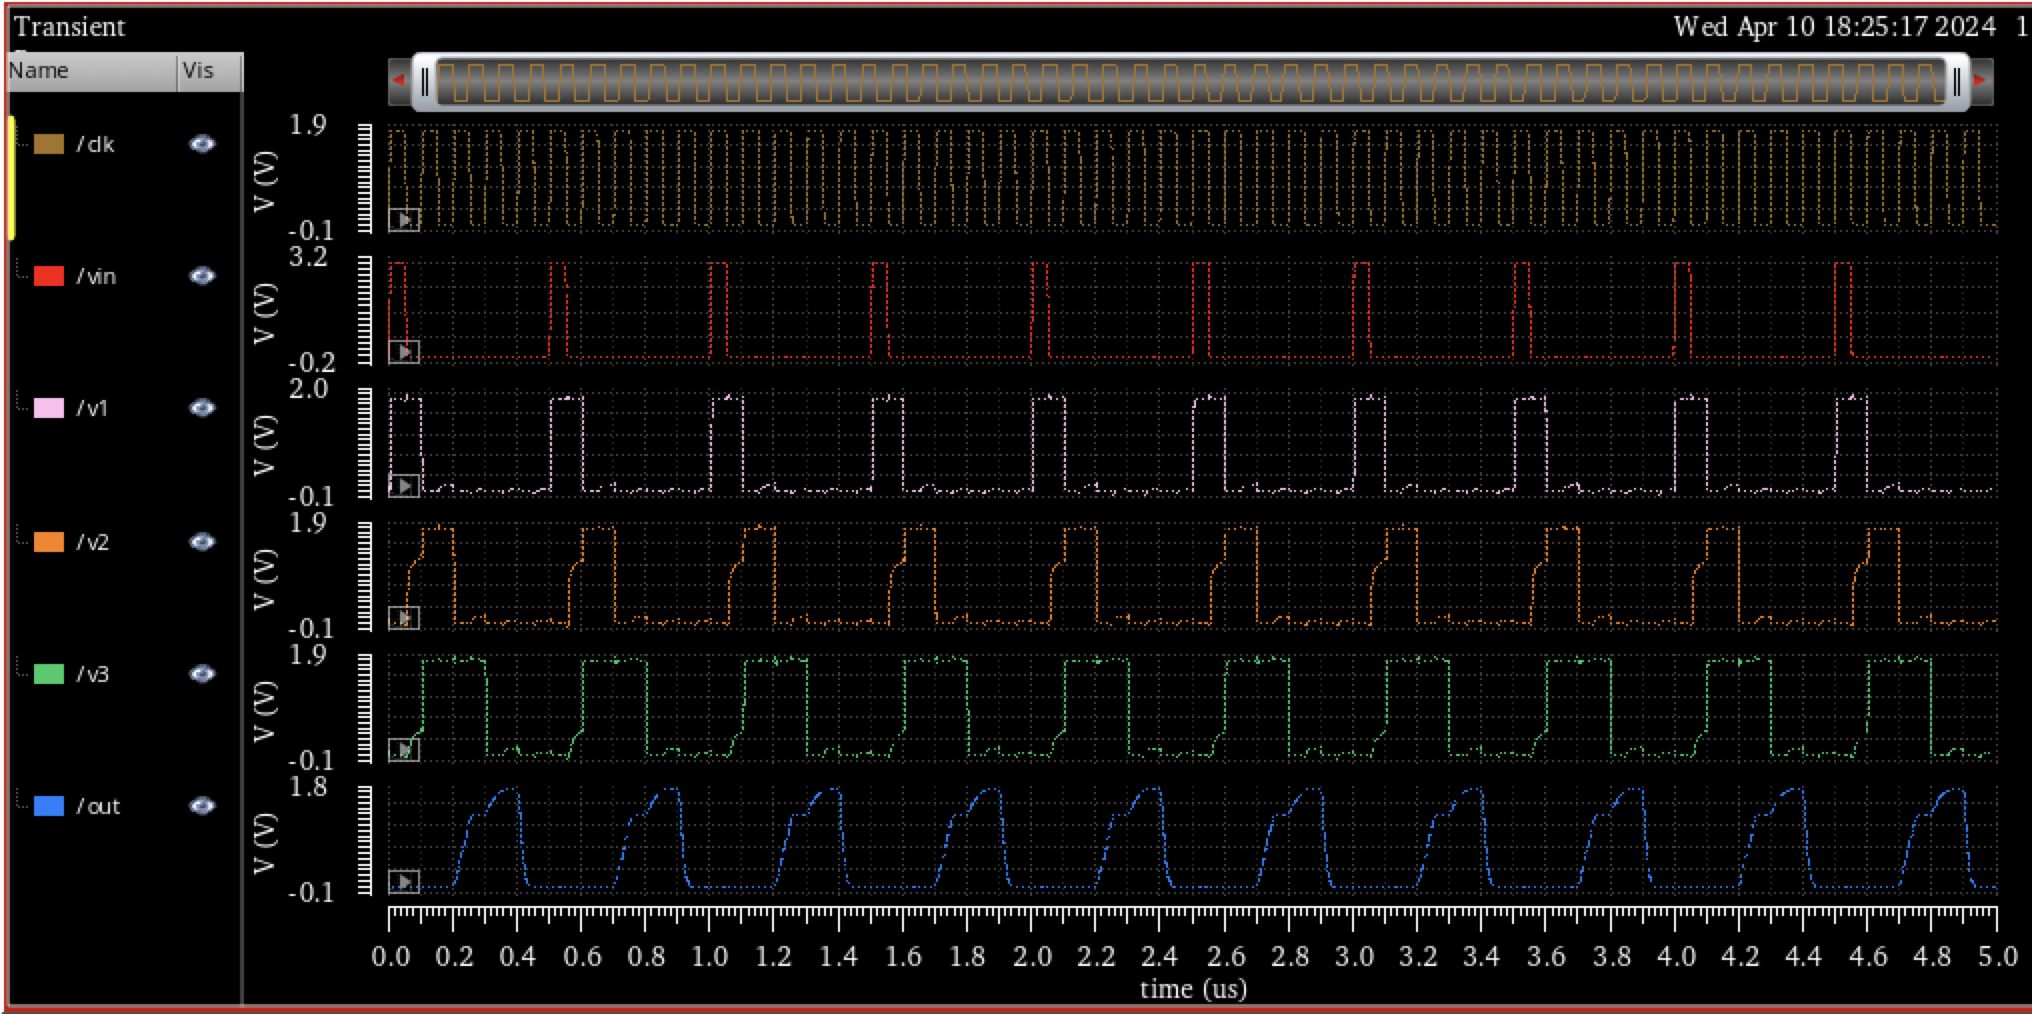 Transient
Wed Apr 10 18:25:17 2024 1
Name Vis
/clk
/vin
/v1
/v2
/v3
/out
1.9
V (V)
-0.1
3.2
V (V)
-0.2
2.0
V (V)
-0.1
1.9
V (V)
-0.1
1.9
V (V)
-0.1
1.8
V (V)
-0.1
0.0 0.2 0.4 0.6 0.8 1.0 1.2 1.4 1.6 1.8 2.0 2.2 2.4 2.6 2.8 3.0 3.2 3.4 3.6 3.8 4.0 4.2 4.4 4.6 4.8 5.0
time (us)